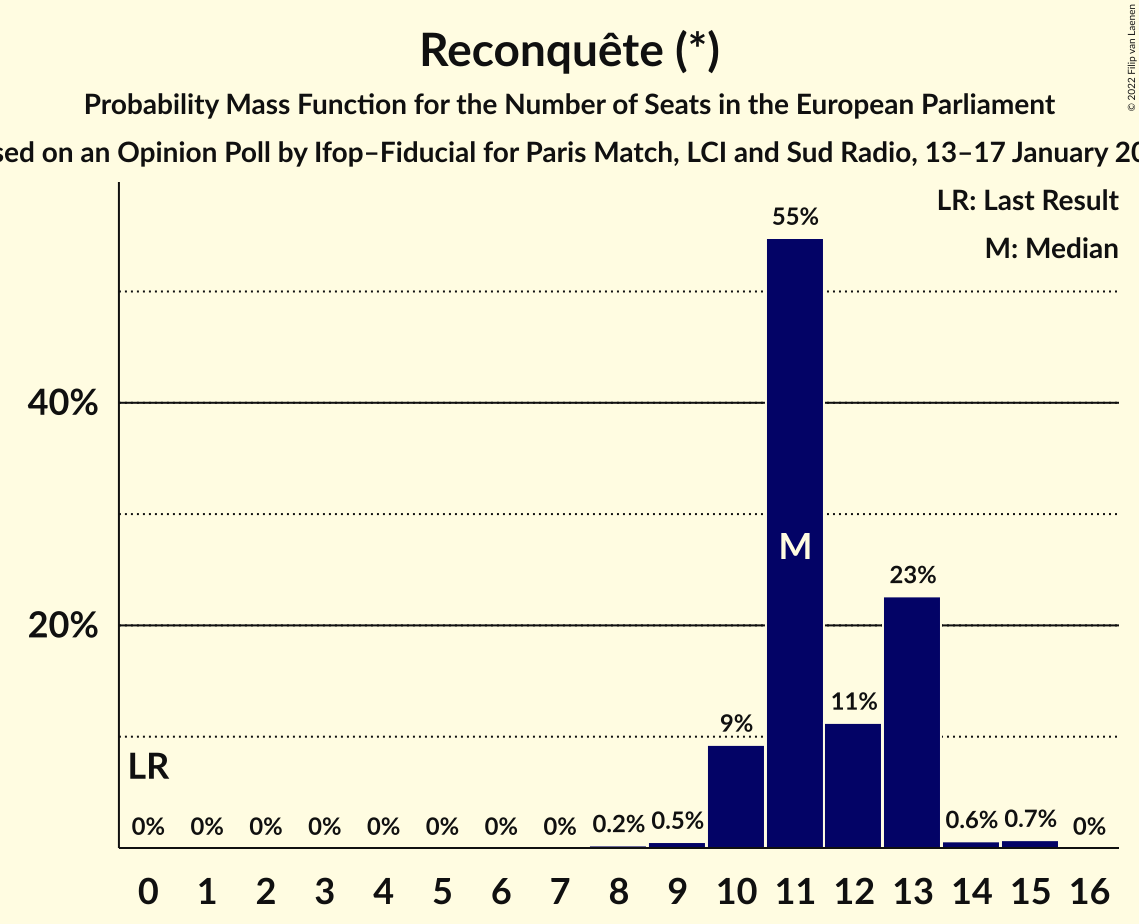 Reconquête (*)
Probability Mass Function for the Number of Seats in the European Parliament
on an Opinion Poll by Ifop–Fiducial for Paris Match, LCI and Sud Radio, 13–17 January
© 2022 Filip van Laenen
LR: Last Result
M: Median
55%
40%
M
23%
20%
11%
9%
LR
0% 0% 0% 0% 0% 0% 0% 0% 0.2% 0.5% 0.6% 0.7% 0%
0 1 2 3 4 5 6 7 8 9 10 11 12 13 14 15 16